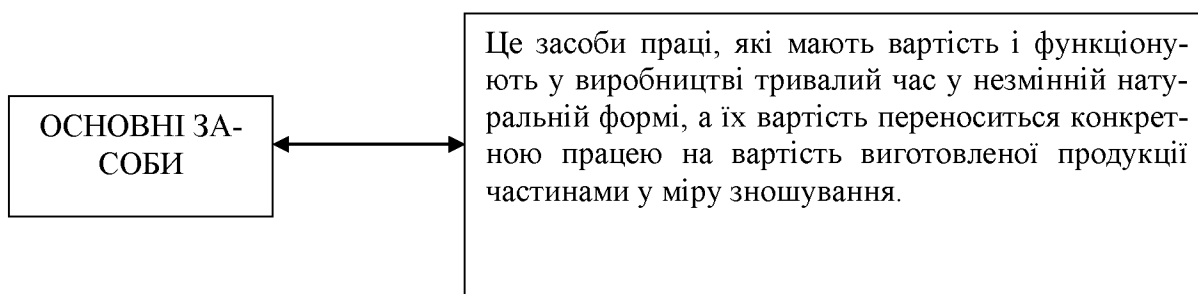 ОСНОВНІ ЗА-
СОБИ
Це засоби праці, які мають вартість і функціону-
ють у виробництві тривалий час у незмінній нату-
ральній формі, а їх вартість переноситься конкрет-
ною працею на вартість виготовленої продукції
частинами у міру зношування.